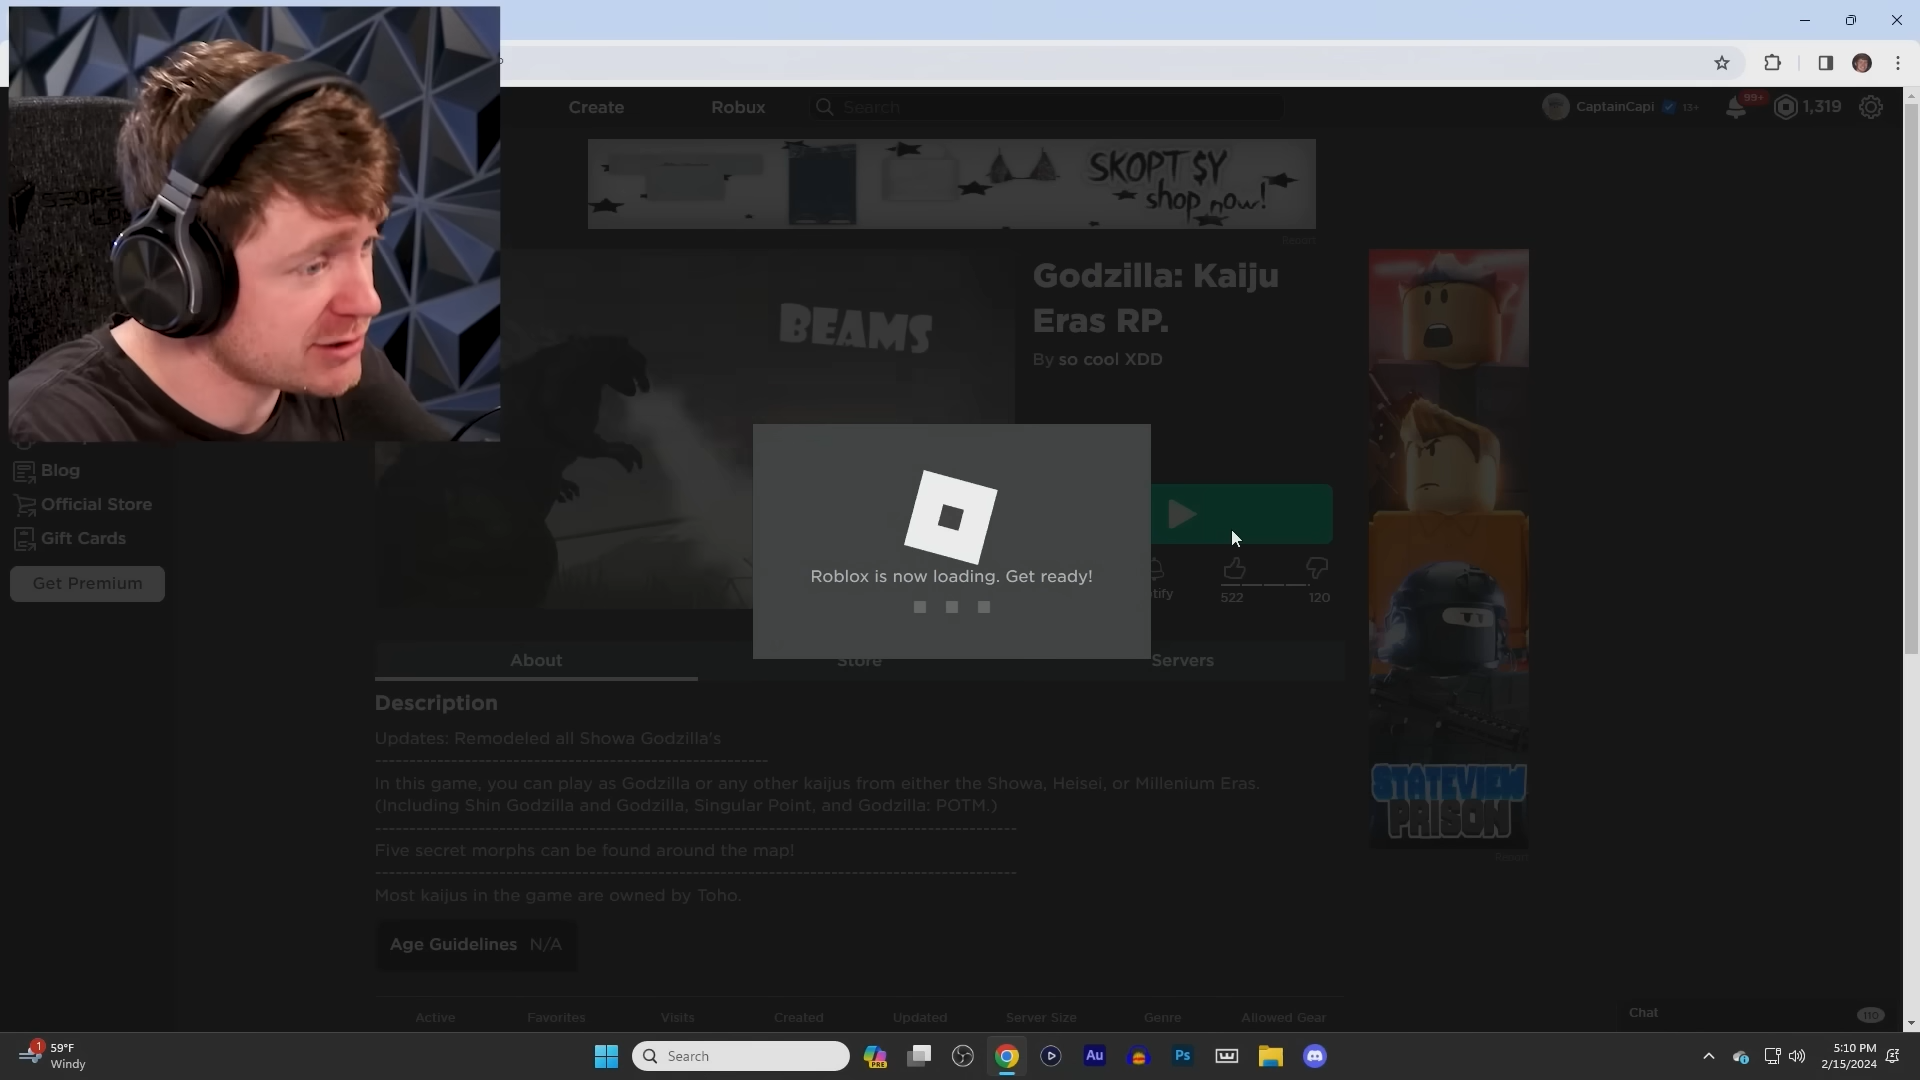 Create
Robux
Search
CaptainCapi
13+
99+
1,319
SKOPT $Y
shop now!
BEAMS
Godzilla: Kaiju
Eras RP.
By so cool XDD
Blog
Official Store
Gift Cards
Get Premium
Roblox is now loading. Get ready!
tify
522
120
About
Store
Servers
STATEVIEW
PRISON
Description
Updates: Remodeled all Showa Godzilla's
In this game, you can play as Godzilla or any other kaijus from either the Showa, Heisei, or Millenium Eras.
(Including Shin Godzilla and Godzilla, Singular Point, and Godzilla: POTM.)
Five secret morphs can be found around the map!
Most kaijus in the game are owned by Toho.
Age Guidelines N/A
Active
Favorites
Visits
Created
Updated
Server Size
Genre
Allowed Gear
Chat
110
1
59°F
Windy
Search
PRE
Au
Ps
5:10 PM
2/15/2024